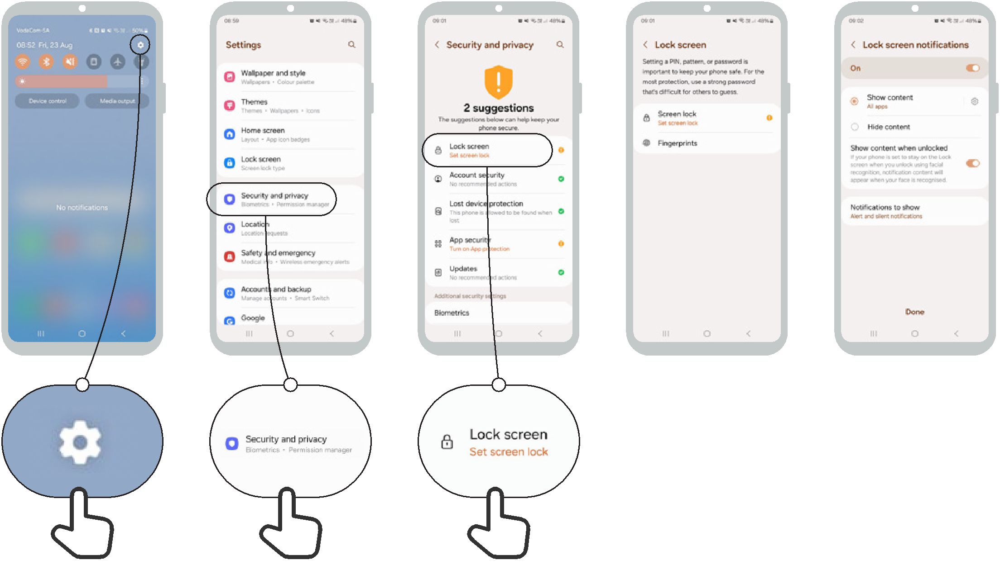 VodaCom-SA
50%
08:52 Fri, 23 Aug
Device control
Media output
No notifications
08:59
48%
Settings
Wallpaper and style
Wallpapers • Colour palette
Themes
Themes • Wallpapers • Icons
Home screen
Layout • App icon badges
Lock screen
Screen lock type
Security and privacy
Biometrics • Permission manager
Location
Location requests
Safety and emergency
Medical info • Wireless emergency alerts
Accounts and backup
Manage accounts • Smart Switch
Google
09:01
48%
Security and privacy
2 suggestions
The suggestions below can help keep your
phone secure.
Lock screen
Set screen lock
Account security
No recommended actions
Lost device protection
This phone is allowed to be found when
lost
App security
Turn on App protection
Updates
No recommended actions
Additional security settings
Biometrics
09:01
48%
Lock screen
Setting a PIN, pattern, or password is
important to keep your phone safe. For the
most protection, use a strong password
that's difficult for others to guess.
Screen lock
Set screen lock
Fingerprints
09:02
48%
Lock screen notifications
On
Show content
All apps
Hide content
Show content when unlocked
If your phone is set to stay on the Lock
screen when you unlock using facial
recognition, notification content will
appear when your face is recognised.
Notifications to show
Alert and silent notifications
Done
Security and privacy
Biometrics • Permission manager
Lock screen
Set screen lock